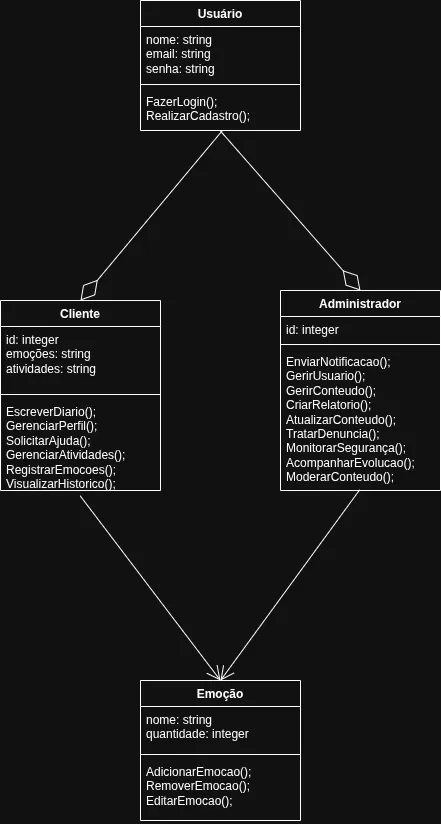 Usuário
nome: string
email: string
senha: string
FazerLogin();
RealizarCadastro();
Cliente
id: integer
emoções: string
atividades: string
EscreverDiario();
GerenciarPerfil();
SolicitarAjuda();
GerenciarAtividades();
RegistrarEmocoes();
VisualizarHistorico();
Administrador
id: integer
EnviarNotificacao();
GerirUsuario();
GerirConteudo();
CriarRelatorio();
AtualizarConteudo();
TratarDenuncia();
MonitorarSegurança();
AcompanharEvolucao();
ModerarConteudo();
Emoção
nome: string
quantidade: integer
AdicionarEmocao();
RemoverEmocao();
EditarEmocao();